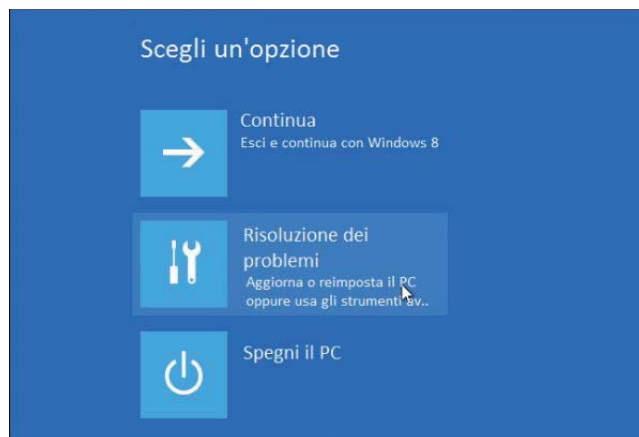 Scegli un'opzione
Continua
Esci e continua con Windows 8
Risoluzione dei
problemi
Aggiorna o reimposta il PC
oppure usa gli strumenti av..
Spegni il PC